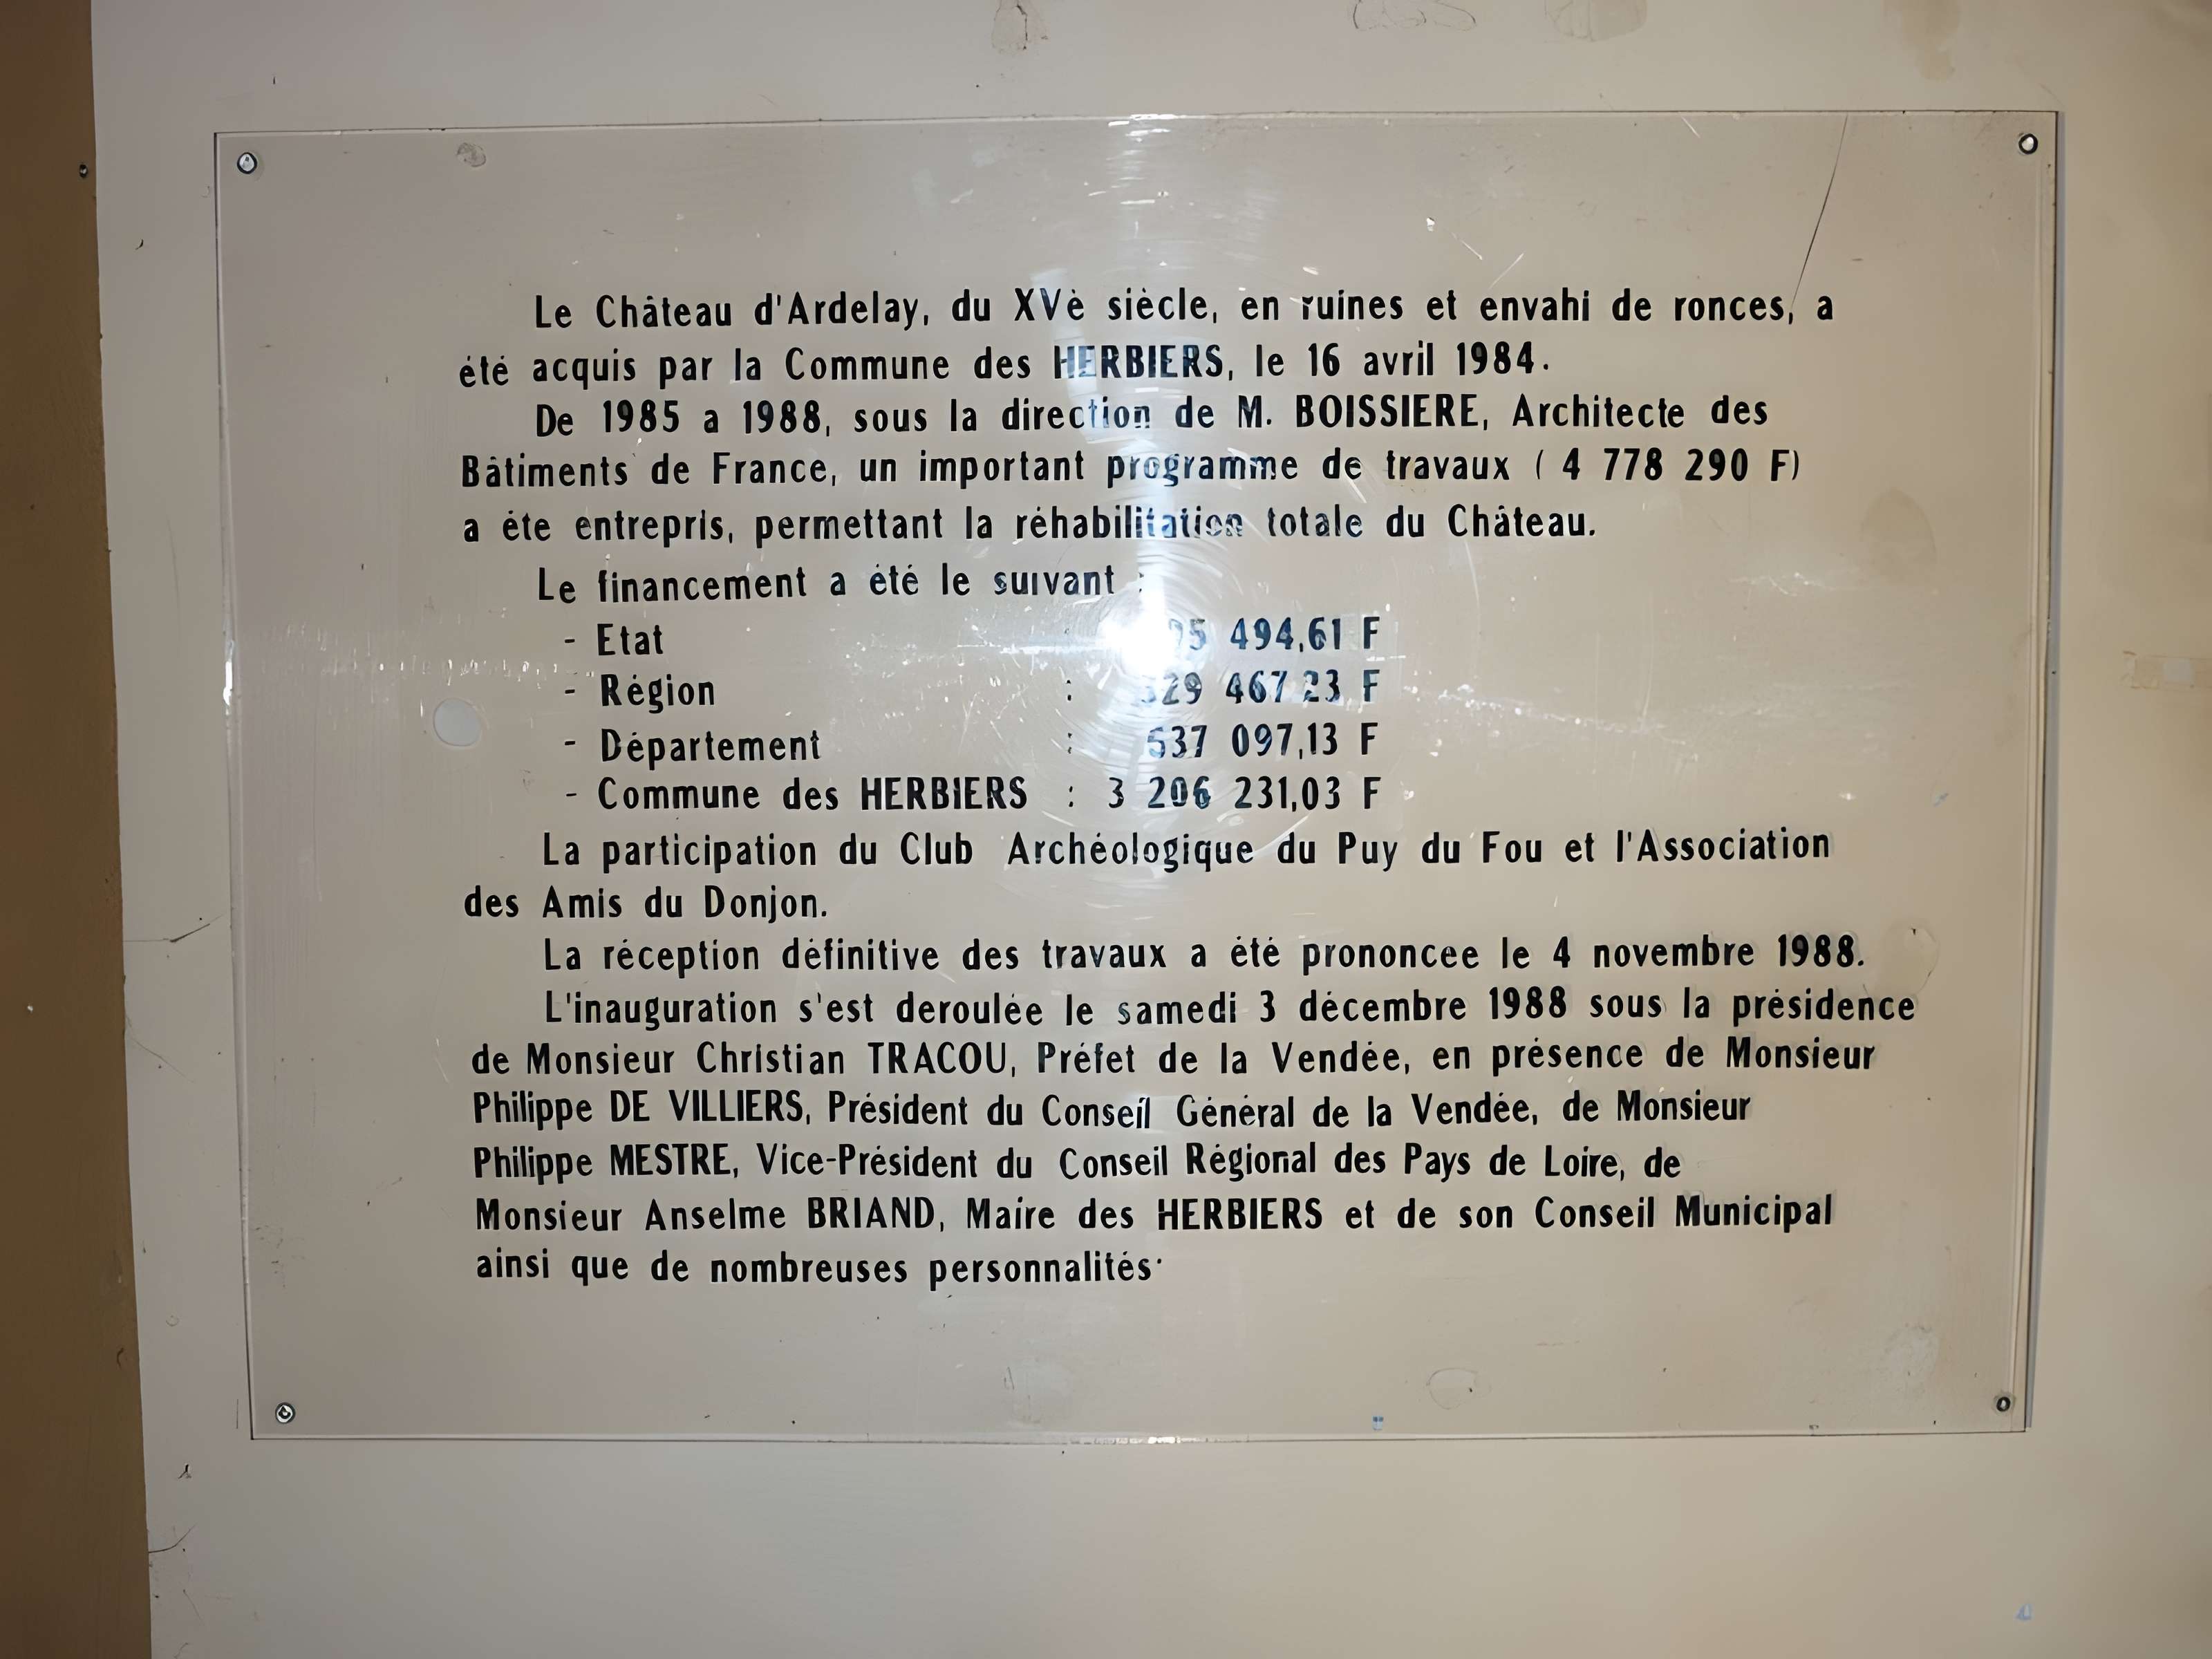 Le Château d'Ardelay, du XVè siècle, en ruines et envahi de ronces, a
été acquis par la Commune des HERBIERS, le 16 avril 1984.
De 1985 a 1988, sous la direction de M. BOISSIERE, Architecte des
Bâtiments de France, un important programme de travaux ( 4 778 290 F)
a éte entrepris, permettant la réhabilitation totale du Château.
Le financement a été le suivant :
- Etat : 494,61 F
- Région : 467,23 F
- Département : 097,13 F
- Commune des HERBIERS : 3 206 231,03 F
La participation du Club Archéologique du Puy du Fou et l'Association
des Amis du Donjon.
La réception définitive des travaux a été prononcee le 4 novembre 1988.
L'inauguration s'est deroulée le samedi 3 décembre 1988 sous la présidence
de Monsieur Christian TRACOU, Préfet de la Vendée, en présence de Monsieur
Philippe DE VILLIERS, Président du Conseil Général de la Vendée, de Monsieur
Philippe MESTRE, Vice-Président du Conseil Régional des Pays de Loire, de
Monsieur Anselme BRIAND, Maire des HERBIERS et de son Conseil Municipal
ainsi que de nombreuses personnalités.